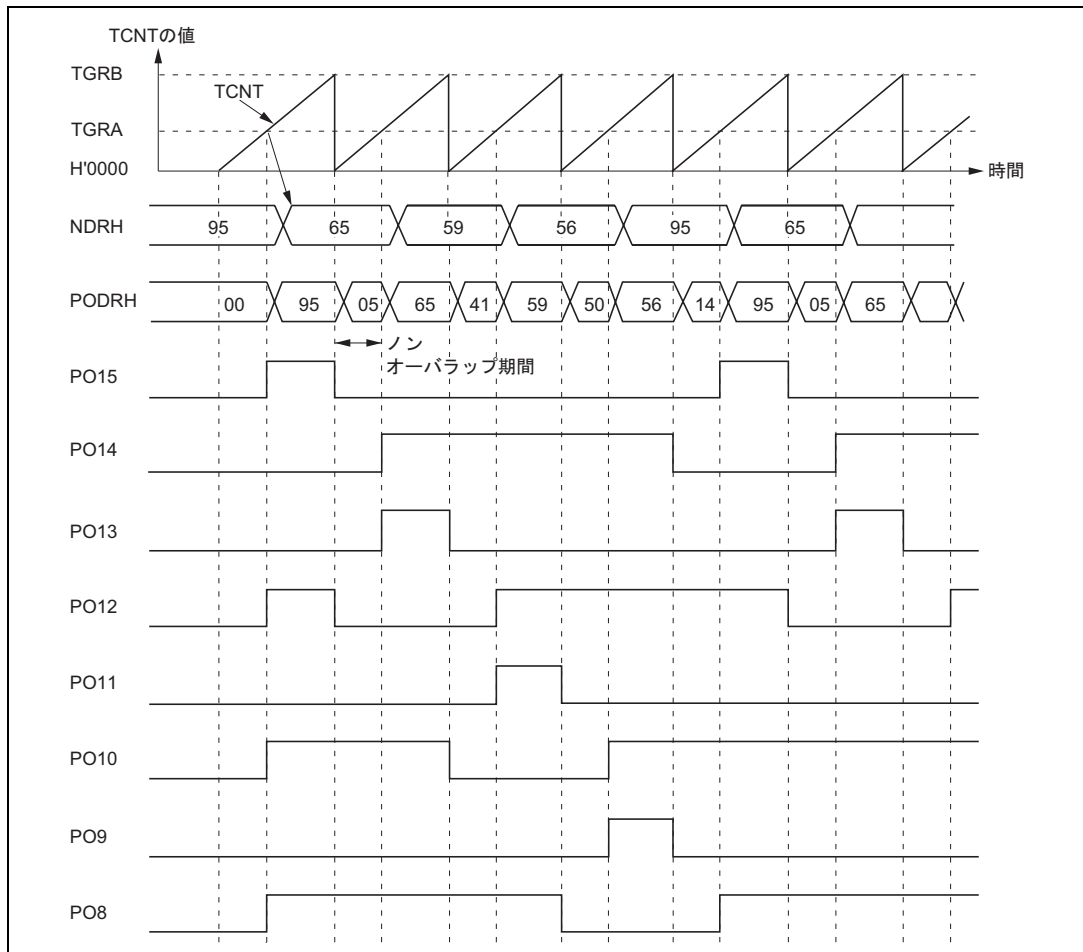 TCNTの値
TGRB
TCNT
TGRA
H'0000
時間
NDRH 95 65 59 56 95 65
PODRH 00 95 05 65 41 59 50 56 14 95 05 65
ノン
オーバラップ期間
PO15
PO14
PO13
PO12
PO11
PO10
PO9
PO8